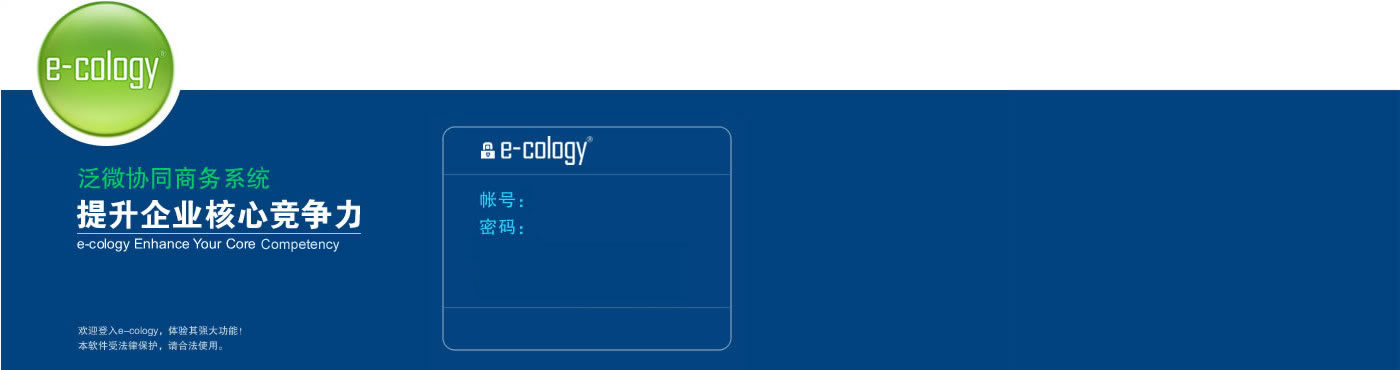 e-cology®
泛微协同商务系统
提升企业核心竞争力
e-cology Enhance Your Core Competency
欢迎登入e-cology，体验其强大功能！
本软件受法律保护，请合法使用。
e-cology®
帐号：
密码：